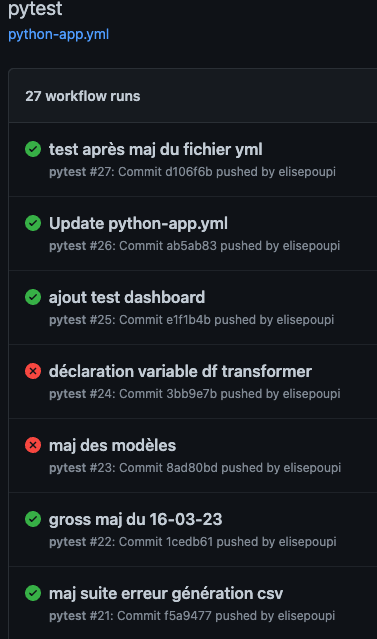 pytest
python-app.yml
27 workflow runs
test après maj du fichier yml
pytest #27: Commit d106f6b pushed by elisepoupi
Update python-app.yml
pytest #26: Commit ab5ab83 pushed by elisepoupi
ajout test dashboard
pytest #25: Commit e1f1b4b pushed by elisepoupi
déclaration variable df transformer
pytest #24: Commit 3bb9e7b pushed by elisepoupi
maj des modèles
pytest #23: Commit 8ad80bd pushed by elisepoupi
gross maj du 16-03-23
pytest #22: Commit 1cedb61 pushed by elisepoupi
maj suite erreur génération csv
pytest #21: Commit f5a9477 pushed by elisepoupi